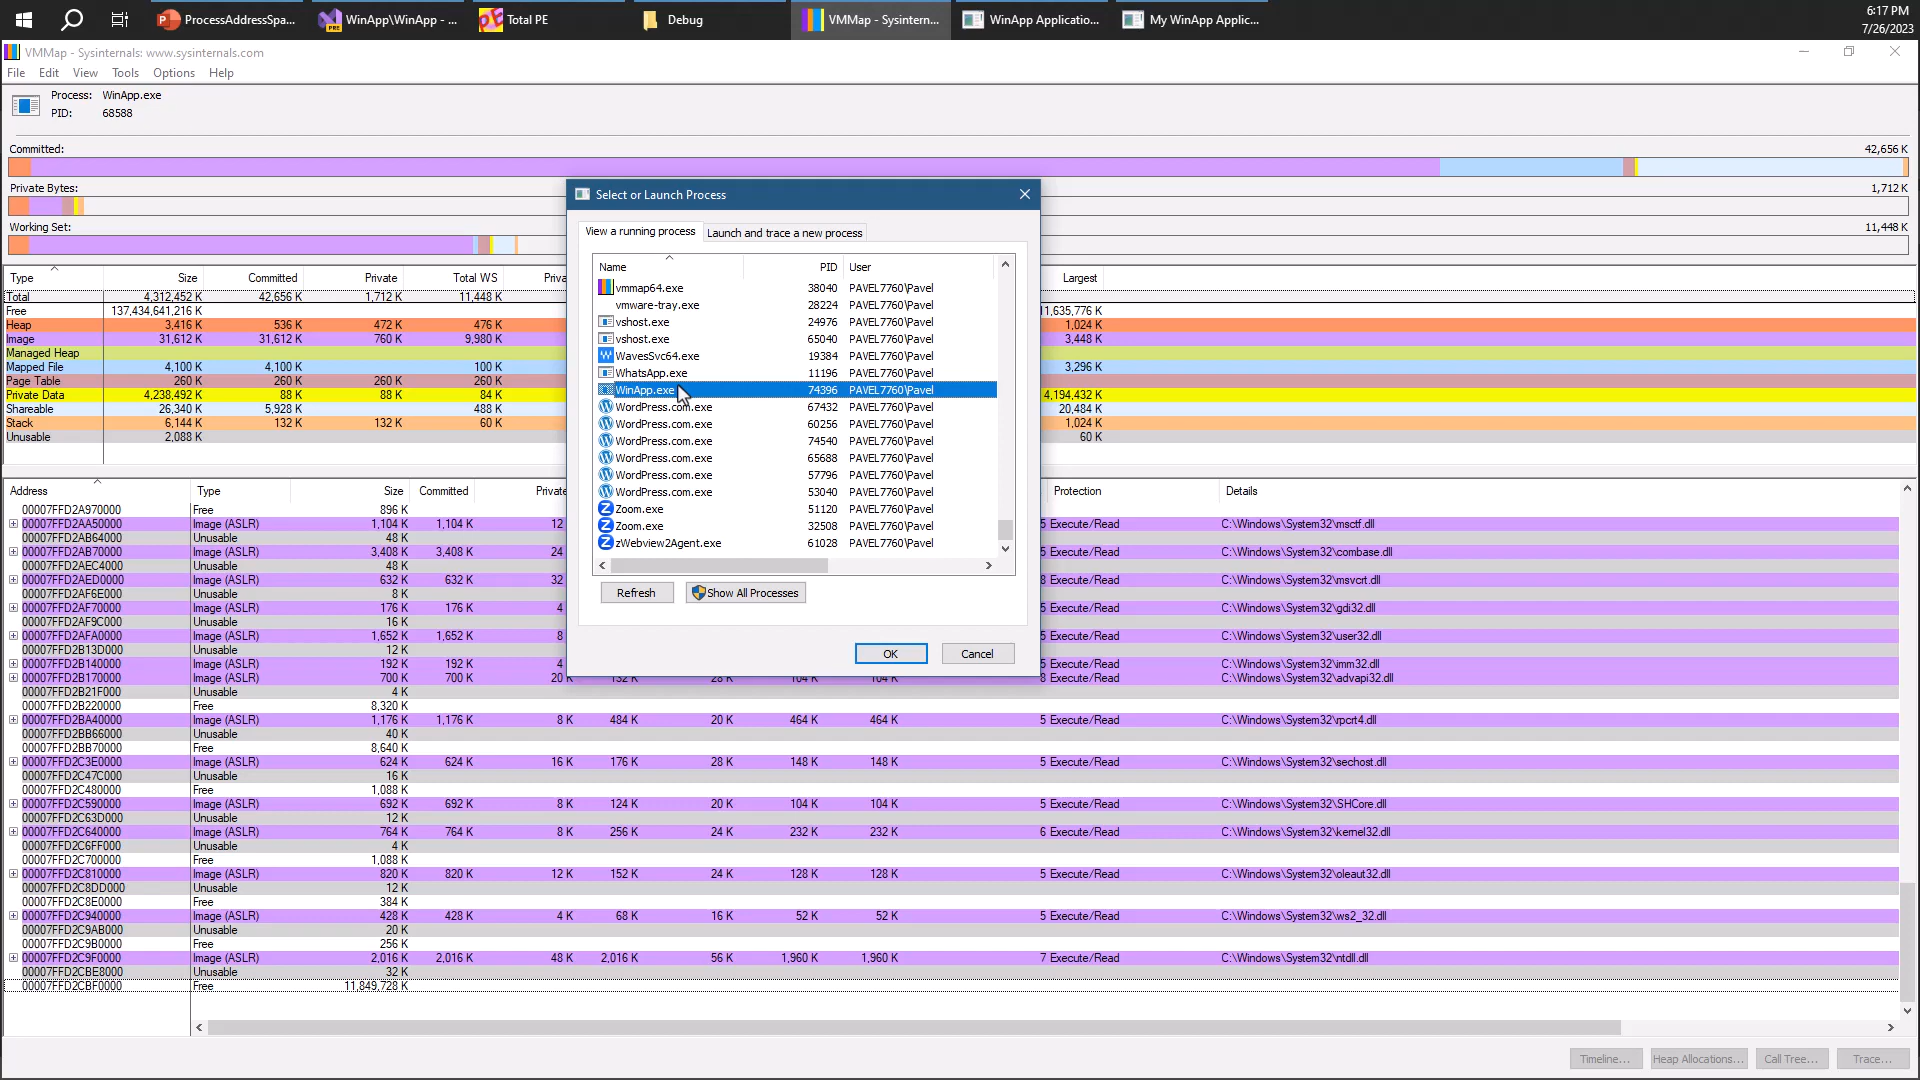 ProcessAddressSpa...
WinApp\WinApp - ...
Total PE
Debug
VMMap - Sysintern...
WinApp Applicatio...
My WinApp Applic...
6:17 PM
7/26/2023
VMMap - Sysinternals: www.sysinternals.com
File Edit View Tools Options Help
Process: WinApp.exe
PID: 68588
Committed: 42,656 K
Private Bytes: 1,712 K
Working Set: 11,448 K
Type Size Committed Private Total WS Priva Largest
Total 4,312,452 K 42,656 K 1,712 K 11,448 K
Free 137,434,641,216 K 11,635,776 K
Heap 3,416 K 536 K 472 K 476 K 1,024 K
Image 31,612 K 31,612 K 760 K 9,980 K 3,448 K
Managed Heap
Mapped File 4,100 K 4,100 K 100 K 3,296 K
Page Table 260 K 260 K 260 K 260 K
Private Data 4,238,492 K 88 K 88 K 84 K 4,194,432 K
Shareable 26,340 K 5,928 K 488 K 20,484 K
Stack 6,144 K 132 K 132 K 60 K 1,024 K
Unusable 2,088 K 60 K
Select or Launch Process
View a running process Launch and trace a new process
Name PID User
vmmap64.exe 38040 PAVEL7760\Pavel
vmware-tray.exe 28224 PAVEL7760\Pavel
vshost.exe 24976 PAVEL7760\Pavel
vshost.exe 65040 PAVEL7760\Pavel
WavesSvc64.exe 19384 PAVEL7760\Pavel
WhatsApp.exe 11196 PAVEL7760\Pavel
WinApp.exe 74396 PAVEL7760\Pavel
WordPress.com.exe 67432 PAVEL7760\Pavel
WordPress.com.exe 60256 PAVEL7760\Pavel
WordPress.com.exe 74540 PAVEL7760\Pavel
WordPress.com.exe 65688 PAVEL7760\Pavel
WordPress.com.exe 57796 PAVEL7760\Pavel
WordPress.com.exe 53040 PAVEL7760\Pavel
Zoom.exe 51120 PAVEL7760\Pavel
Zoom.exe 32508 PAVEL7760\Pavel
zWebview2Agent.exe 61028 PAVEL7760\Pavel
Refresh Show All Processes
OK Cancel
Address Type Size Committed Private Protection Details
00007FFD2A970000 Free 896 K
00007FFD2AA50000 Image (ASLR) 1,104 K 1,104 K 12 5 Execute/Read C:\Windows\System32\msctf.dll
00007FFD2AB64000 Unusable 48 K
00007FFD2AB70000 Image (ASLR) 3,408 K 3,408 K 24 5 Execute/Read C:\Windows\System32\combase.dll
00007FFD2AEC4000 Unusable 48 K
00007FFD2AED0000 Image (ASLR) 632 K 632 K 32 8 Execute/Read C:\Windows\System32\msvcrt.dll
00007FFD2AF6E000 Unusable 8 K
00007FFD2AF70000 Image (ASLR) 176 K 176 K 4 5 Execute/Read C:\Windows\System32\gdi32.dll
00007FFD2AF9C000 Unusable 16 K
00007FFD2AFA0000 Image (ASLR) 1,652 K 1,652 K 8 5 Execute/Read C:\Windows\System32\user32.dll
00007FFD2B13D000 Unusable 12 K
00007FFD2B140000 Image (ASLR) 192 K 192 K 4 5 Execute/Read C:\Windows\System32\imm32.dll
00007FFD2B170000 Image (ASLR) 700 K 700 K 20 K 132 K 28 K 104 K 104 K 8 Execute/Read C:\Windows\System32\advapi32.dll
00007FFD2B21F000 Unusable 4 K
00007FFD2B220000 Free 8,320 K
00007FFD2BA40000 Image (ASLR) 1,176 K 1,176 K 8 K 484 K 20 K 464 K 464 K 5 Execute/Read C:\Windows\System32\rpcrt4.dll
00007FFD2BB66000 Unusable 40 K
00007FFD2BB70000 Free 8,640 K
00007FFD2C3E0000 Image (ASLR) 624 K 624 K 16 K 176 K 28 K 148 K 148 K 5 Execute/Read C:\Windows\System32\sechost.dll
00007FFD2C47C000 Unusable 16 K
00007FFD2C480000 Free 1,088 K
00007FFD2C590000 Image (ASLR) 692 K 692 K 8 K 124 K 20 K 104 K 104 K 5 Execute/Read C:\Windows\System32\SHCore.dll
00007FFD2C63D000 Unusable 12 K
00007FFD2C640000 Image (ASLR) 764 K 764 K 8 K 256 K 24 K 232 K 232 K 6 Execute/Read C:\Windows\System32\kernel32.dll
00007FFD2C6FF000 Unusable 4 K
00007FFD2C700000 Free 1,088 K
00007FFD2C810000 Image (ASLR) 820 K 820 K 12 K 152 K 24 K 128 K 128 K 5 Execute/Read C:\Windows\System32\oleaut32.dll
00007FFD2C8DD000 Unusable 12 K
00007FFD2C8E0000 Free 384 K
00007FFD2C940000 Image (ASLR) 428 K 428 K 4 K 68 K 16 K 52 K 52 K 5 Execute/Read C:\Windows\System32\ws2_32.dll
00007FFD2C9AB000 Unusable 20 K
00007FFD2C9B0000 Free 256 K
00007FFD2C9F0000 Image (ASLR) 2,016 K 2,016 K 48 K 2,016 K 56 K 1,960 K 1,960 K 7 Execute/Read C:\Windows\System32\ntdll.dll
00007FFD2CBE8000 Unusable 32 K
00007FFD2CBF0000 Free 11,849,728 K
Timeline... Heap Allocations... Call Tree... Trace...